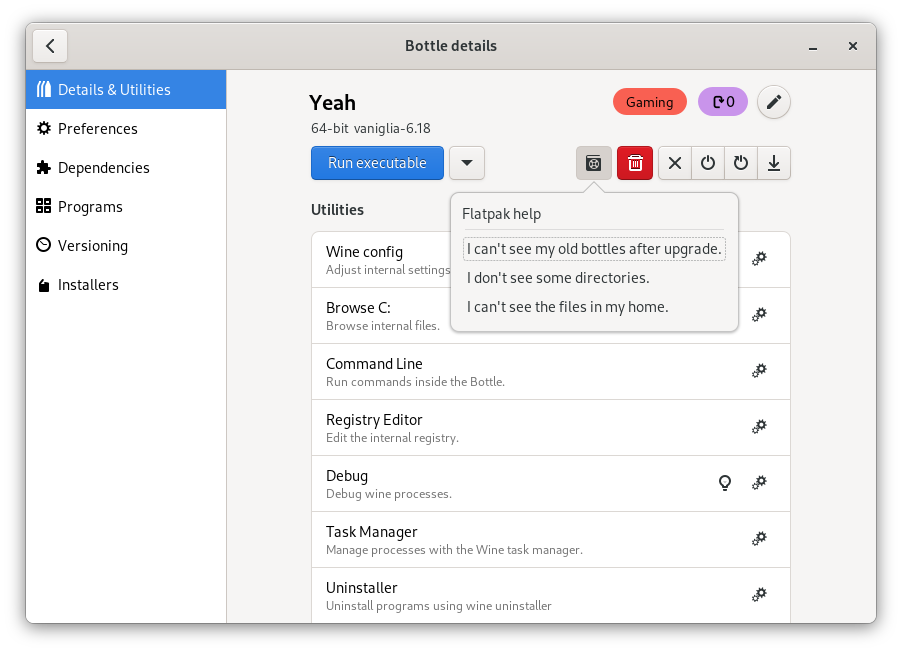 Bottle details
Details & Utilities
Preferences
Dependencies
Programs
Versioning
Installers
Yeah
Gaming
0
64-bit vaniglia-6.18
Run executable
Utilities
Flatpak help
I can't see my old bottles after upgrade.
I don't see some directories.
I can't see the files in my home.
Wine config
Adjust internal settings
Browse C:
Browse internal files.
Command Line
Run commands inside the Bottle.
Registry Editor
Edit the internal registry.
Debug
Debug wine processes.
Task Manager
Manage processes with the Wine task manager.
Uninstaller
Uninstall programs using wine uninstaller